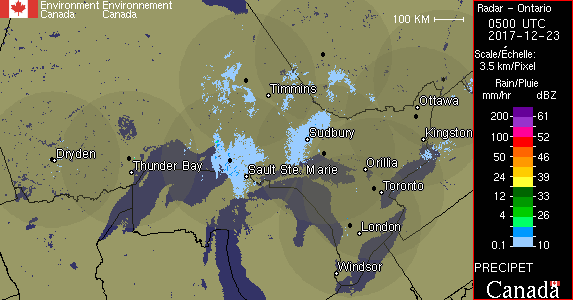 Environment Environnement
Canada Canada
100 KM
Timmins
Ottawa
Sudbury
Kingston
Dryden
Thunder Bay
Sault Ste. Marie
Orillia
Toronto
London
Windsor
Radar - Ontario
0500 UTC
2017-12-23
Scale/Échelle:
3.5 km/Pixel
Rain/Pluie
mm/hr dBZ
200 61
100 52
50 46
24 39
12 33
4 26
0.1 10
PRECIPET
Canada